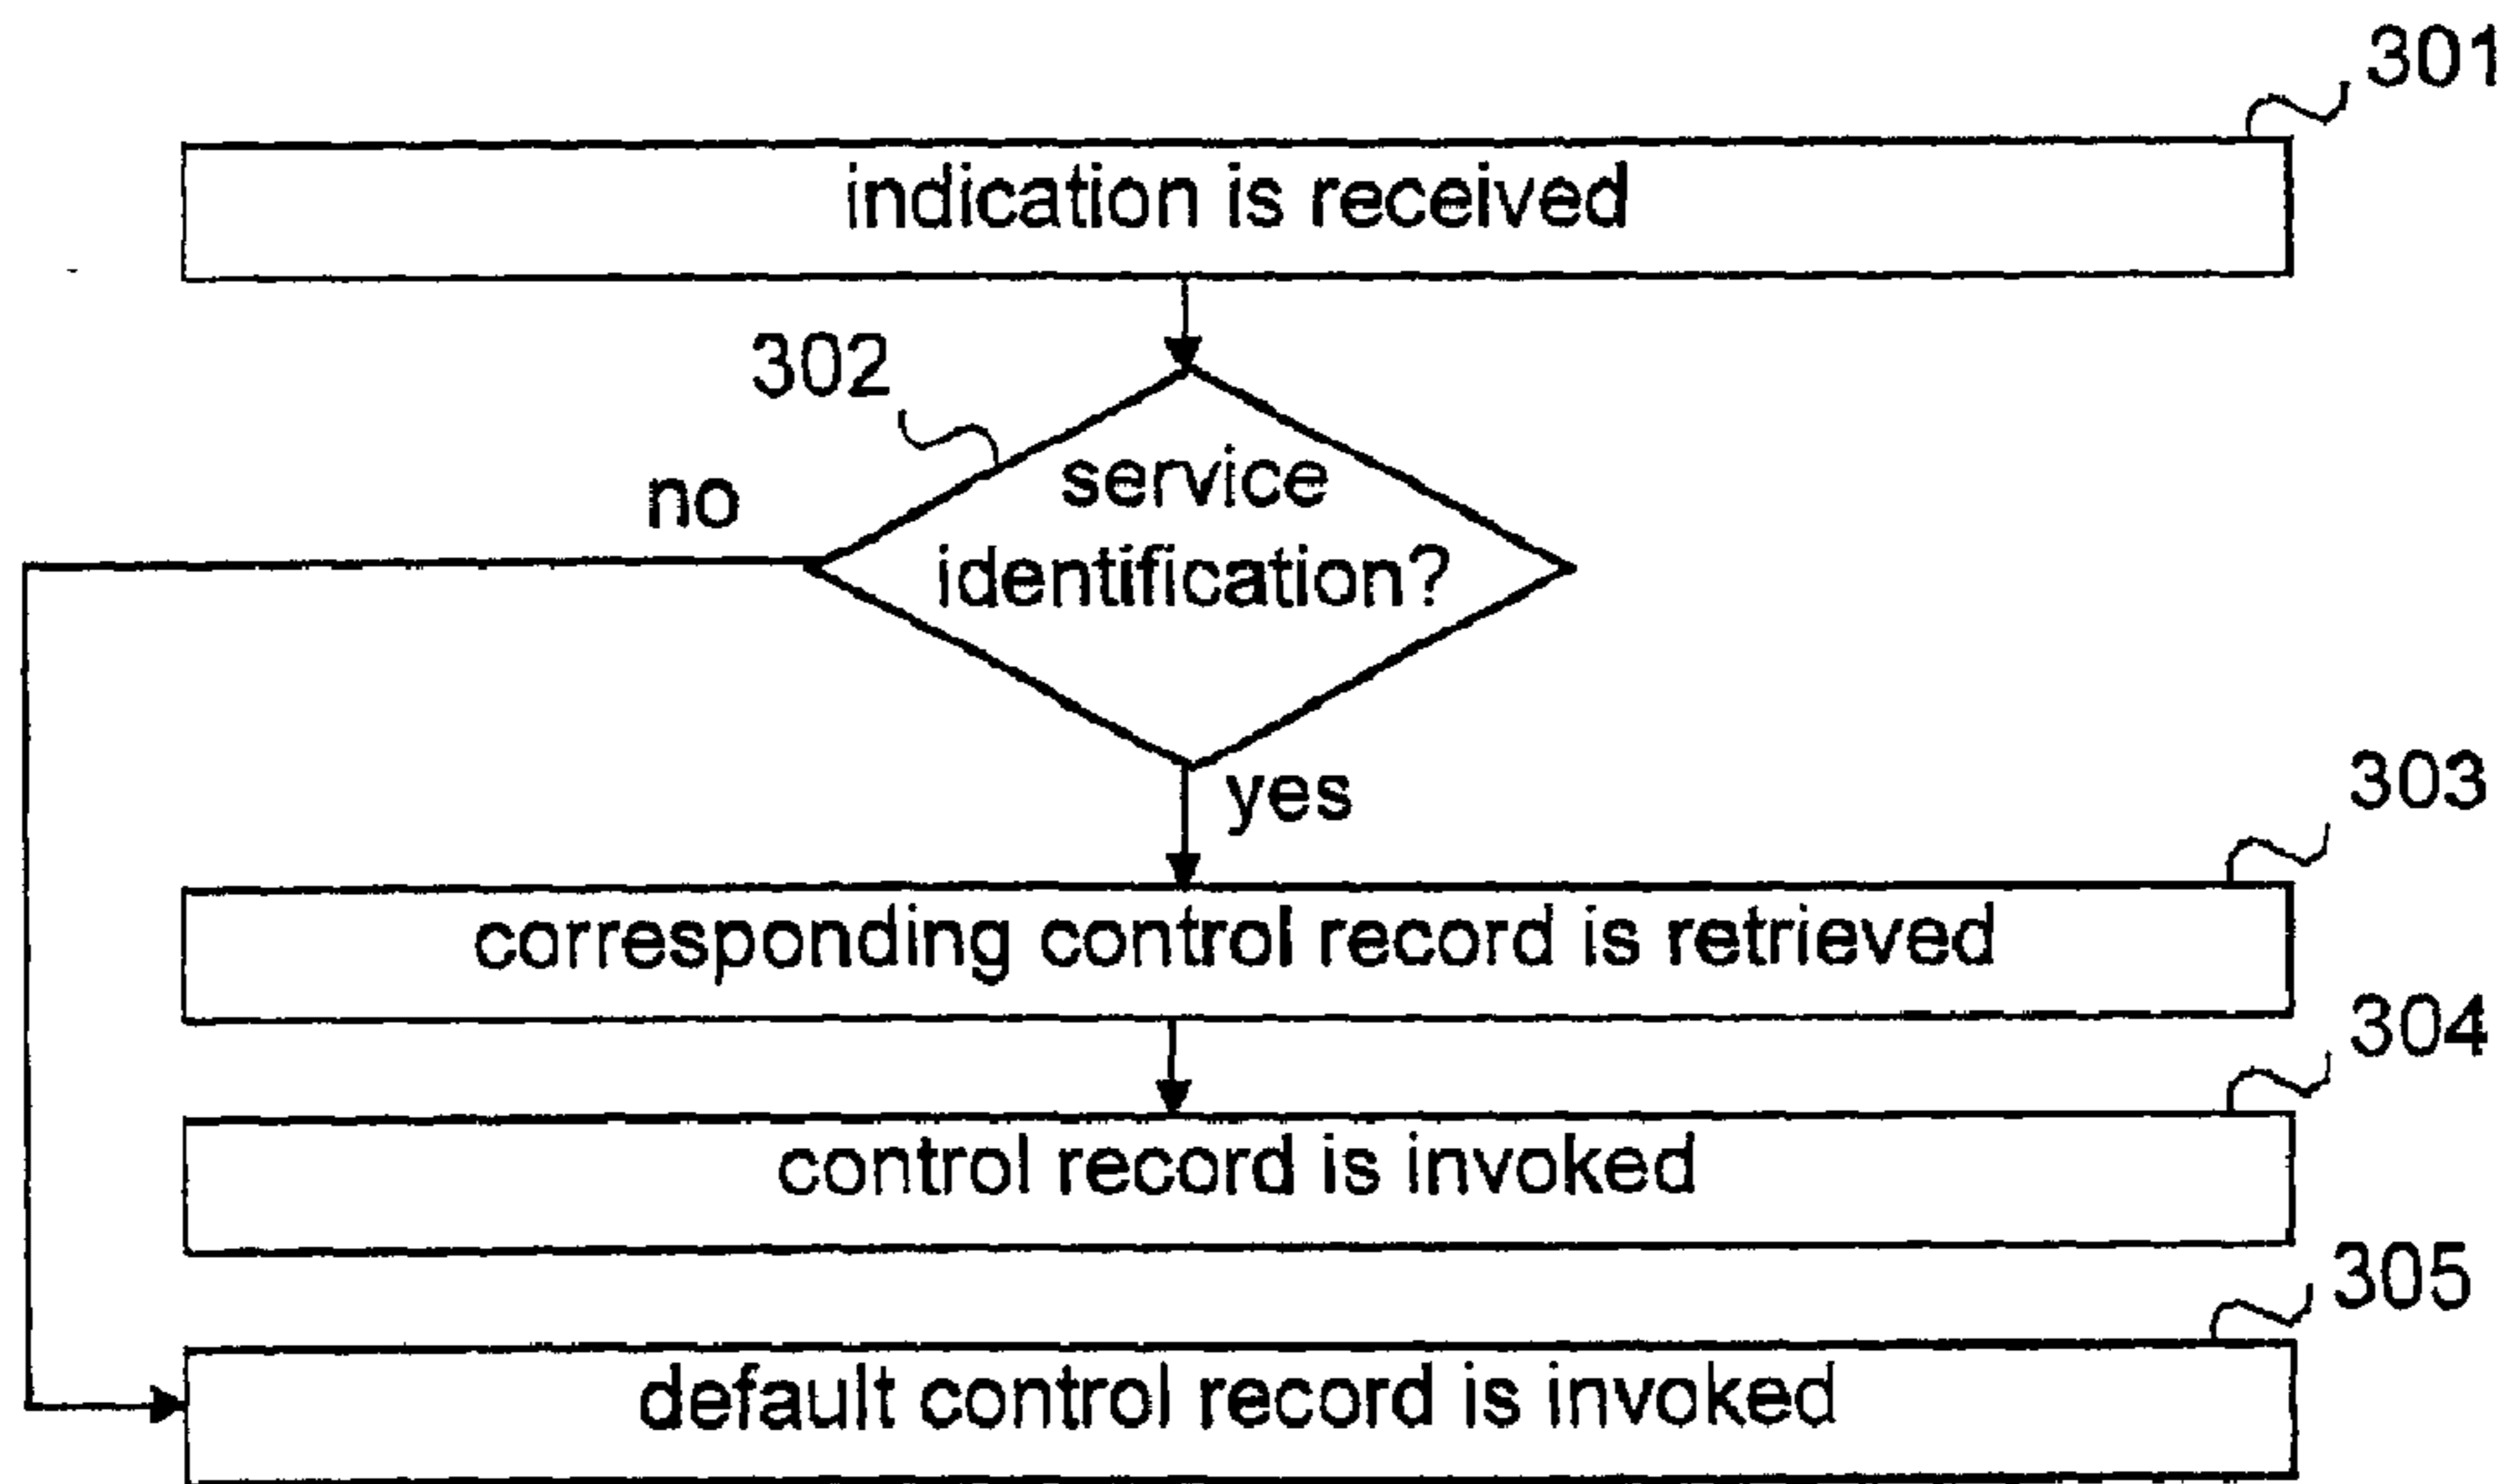 301
indication is received
302
no
service
identification?
yes
303
corresponding control record is retrieved
304
control record is invoked
305
default control record is invoked